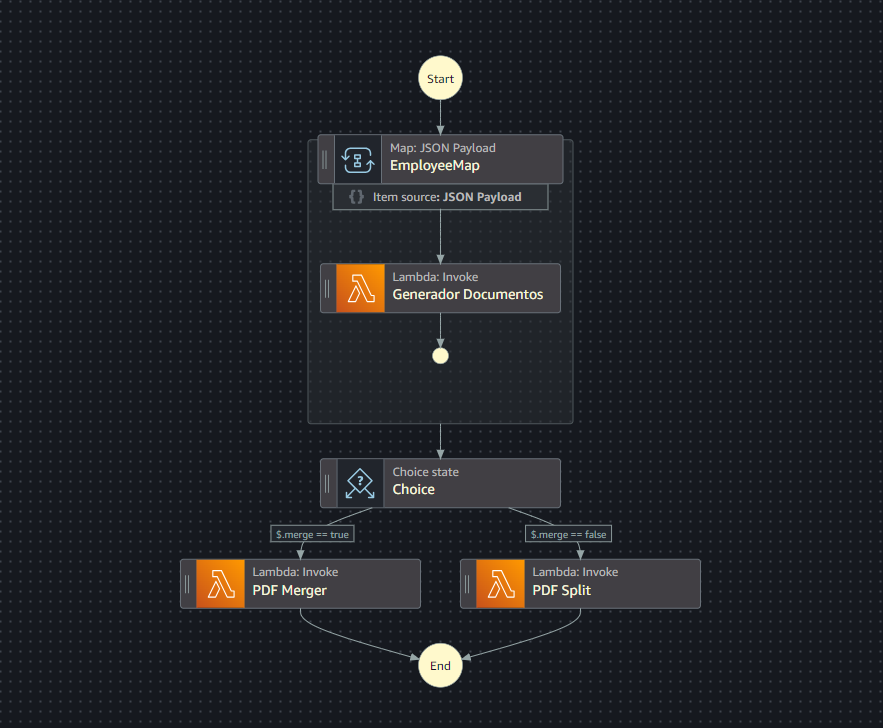 Start
Map: JSON Payload
EmployeeMap
{} Item source: JSON Payload
Lambda: Invoke
Generador Documentos
Choice state
Choice
$.merge == true
$.merge == false
Lambda: Invoke
PDF Merger
Lambda: Invoke
PDF Split
End